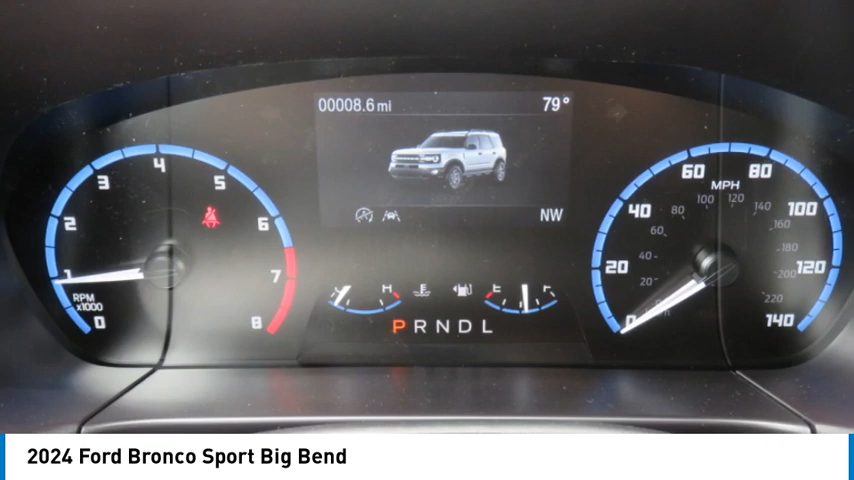 00008.6 mi 79°
NW
0 1 2 3 4 5 6 7 8
RPM
x1000
C H E F
P R N D L
0 20 40 60 80 100 120 140
MPH
20 40 60 80 100 120 140 160 180 200 220
2024 Ford Bronco Sport Big Bend